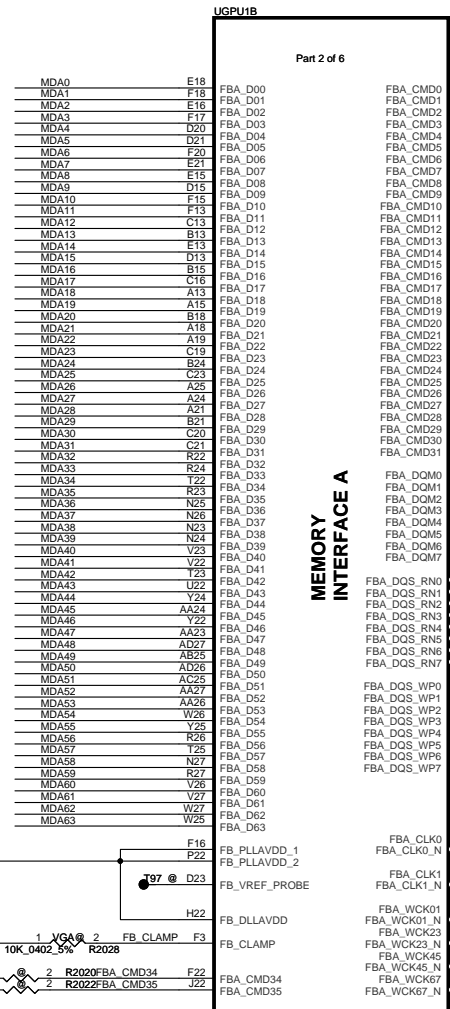 UGPU1B
Part 2 of 6
MDA0 E18 FBA_D00 FBA_CMD0
MDA1 F18 FBA_D01 FBA_CMD1
MDA2 E16 FBA_D02 FBA_CMD2
MDA3 F17 FBA_D03 FBA_CMD3
MDA4 D20 FBA_D04 FBA_CMD4
MDA5 D21 FBA_D05 FBA_CMD5
MDA6 F20 FBA_D06 FBA_CMD6
MDA7 E21 FBA_D07 FBA_CMD7
MDA8 E15 FBA_D08 FBA_CMD8
MDA9 D15 FBA_D09 FBA_CMD9
MDA10 F15 FBA_D10 FBA_CMD10
MDA11 F13 FBA_D11 FBA_CMD11
MDA12 C13 FBA_D12 FBA_CMD12
MDA13 B13 FBA_D13 FBA_CMD13
MDA14 E13 FBA_D14 FBA_CMD14
MDA15 D13 FBA_D15 FBA_CMD15
MDA16 B15 FBA_D16 FBA_CMD16
MDA17 C16 FBA_D17 FBA_CMD17
MDA18 A13 FBA_D18 FBA_CMD18
MDA19 A15 FBA_D19 FBA_CMD19
MDA20 B18 FBA_D20 FBA_CMD20
MDA21 A18 FBA_D21 FBA_CMD21
MDA22 A19 FBA_D22 FBA_CMD22
MDA23 C19 FBA_D23 FBA_CMD23
MDA24 B24 FBA_D24 FBA_CMD24
MDA25 C23 FBA_D25 FBA_CMD25
MDA26 A25 FBA_D26 FBA_CMD26
MDA27 A24 FBA_D27 FBA_CMD27
MDA28 A21 FBA_D28 FBA_CMD28
MDA29 B21 FBA_D29 FBA_CMD29
MDA30 C20 FBA_D30 FBA_CMD30
MDA31 C21 FBA_D31 FBA_CMD31
MDA32 R22 FBA_D32
MDA33 R24 FBA_D33 FBA_DQM0
MDA34 T22 FBA_D34 FBA_DQM1
MDA35 R23 FBA_D35 FBA_DQM2
MDA36 N25 FBA_D36 FBA_DQM3
MDA37 N26 FBA_D37 FBA_DQM4
MDA38 N23 FBA_D38 FBA_DQM5
MDA39 N24 FBA_D39 FBA_DQM6
MDA40 V23 FBA_D40 FBA_DQM7
MDA41 V22 FBA_D41
MDA42 T23 FBA_D42 FBA_DQS_RN0
MDA43 U22 FBA_D43 FBA_DQS_RN1
MDA44 Y24 FBA_D44 FBA_DQS_RN2
MDA45 AA24 FBA_D45 FBA_DQS_RN3
MDA46 Y22 FBA_D46 FBA_DQS_RN4
MDA47 AA23 FBA_D47 FBA_DQS_RN5
MDA48 AD27 FBA_D48 FBA_DQS_RN6
MDA49 AB25 FBA_D49 FBA_DQS_RN7
MDA50 AD26 FBA_D50
MDA51 AC25 FBA_D51 FBA_DQS_WP0
MDA52 AA27 FBA_D52 FBA_DQS_WP1
MDA53 AA26 FBA_D53 FBA_DQS_WP2
MDA54 W26 FBA_D54 FBA_DQS_WP3
MDA55 Y25 FBA_D55 FBA_DQS_WP4
MDA56 R26 FBA_D56 FBA_DQS_WP5
MDA57 T25 FBA_D57 FBA_DQS_WP6
MDA58 N27 FBA_D58 FBA_DQS_WP7
MDA59 R27 FBA_D59
MDA60 V26 FBA_D60
MDA61 V27 FBA_D61
MDA62 W27 FBA_D62
MDA63 W25 FBA_D63
MEMORY
INTERFACE A
FBA_CLK0
F16 FB_PLLAVDD_1 FBA_CLK0_N
P22 FB_PLLAVDD_2
FBA_CLK1
T97 @ D23 FB_VREF_PROBE FBA_CLK1_N
FBA_WCK01
H22 FB_DLLAVDD FBA_WCK01_N
FBA_WCK23
1 VGA@ 2 FB_CLAMP F3 FB_CLAMP FBA_WCK23_N
10K_0402_5% R2028
FBA_WCK45
FBA_WCK45_N
@ 2 R2020 FBA_CMD34 F22 FBA_CMD34 FBA_WCK67
@ 2 R2022 FBA_CMD35 J22 FBA_CMD35 FBA_WCK67_N